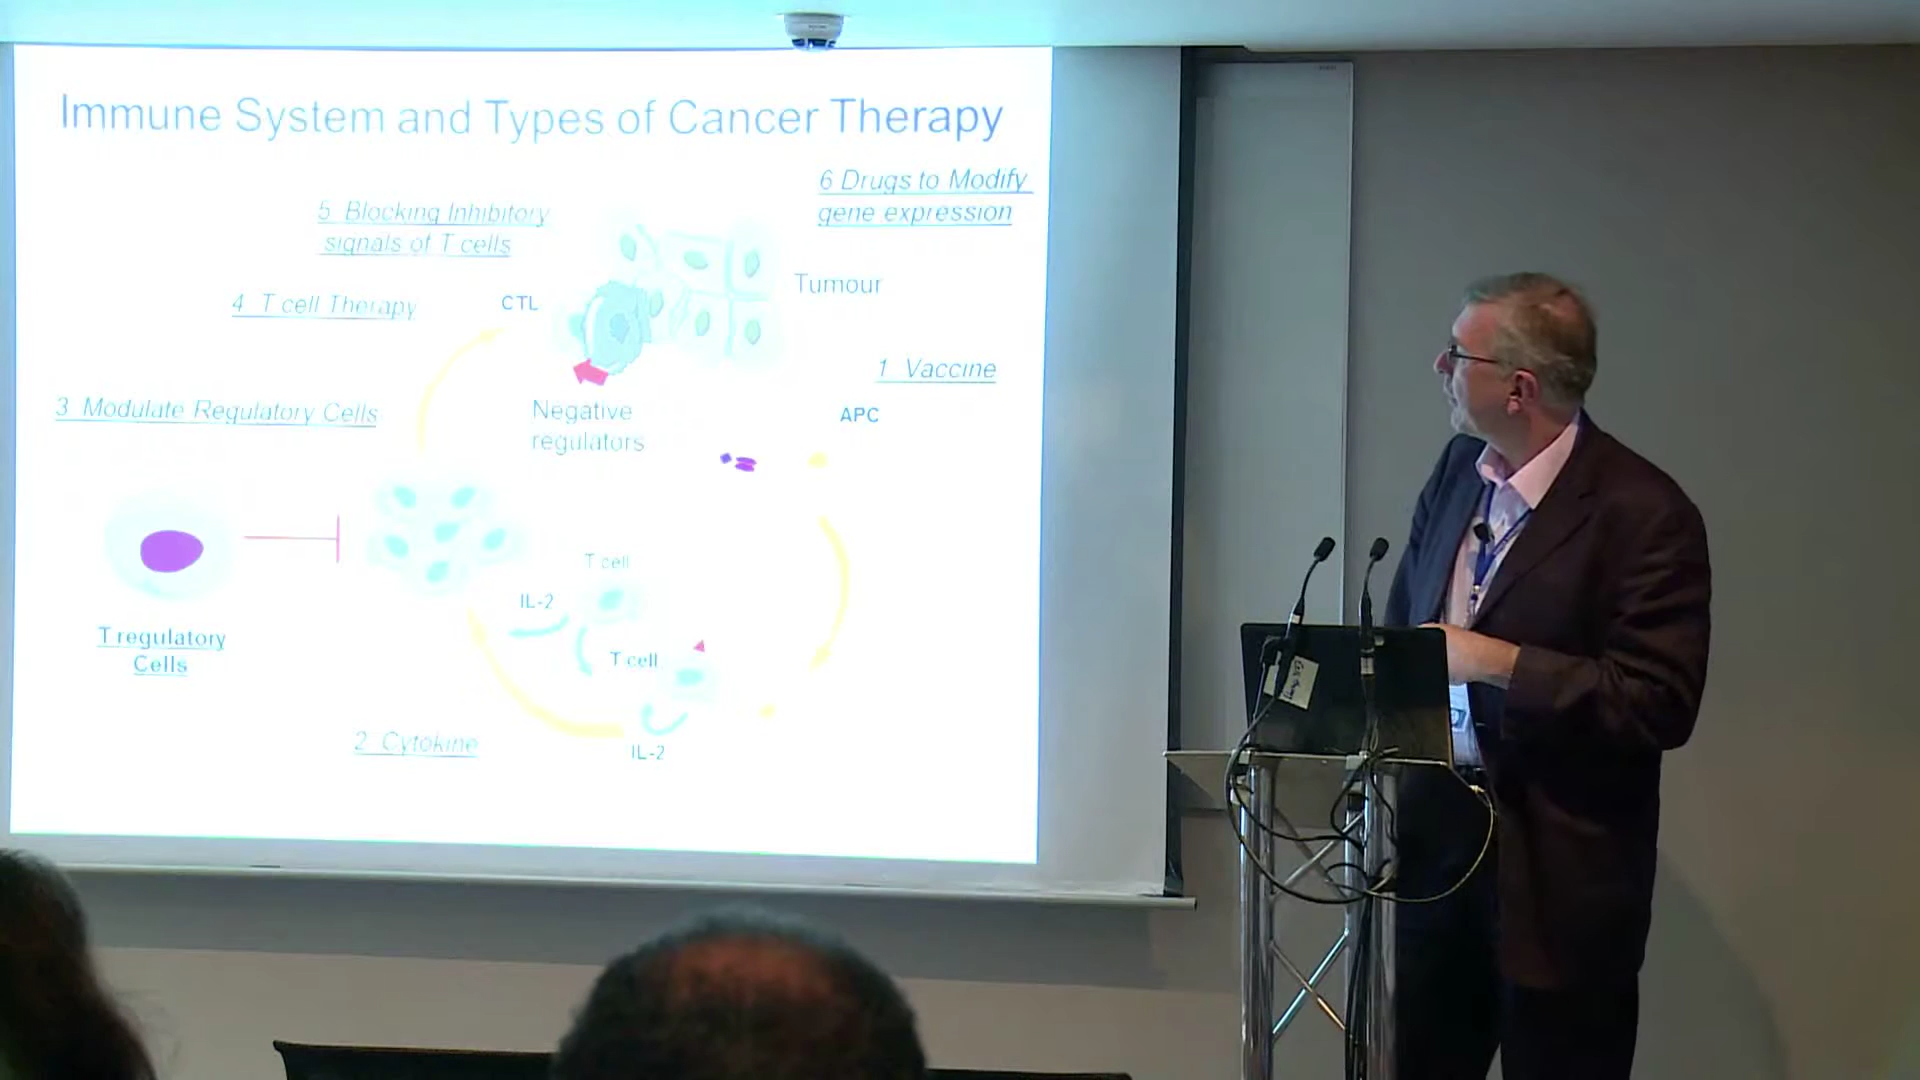 Immune System and Types of Cancer Therapy
6 Drugs to Modify
gene expression
5 Blocking Inhibitory
signals of T cells
Tumour
4 T cell Therapy
CTL
1 Vaccine
3 Modulate Regulatory Cells
Negative
regulators
APC
T cell
IL-2
T regulatory
Cells
T cell
2 Cytokine
IL-2